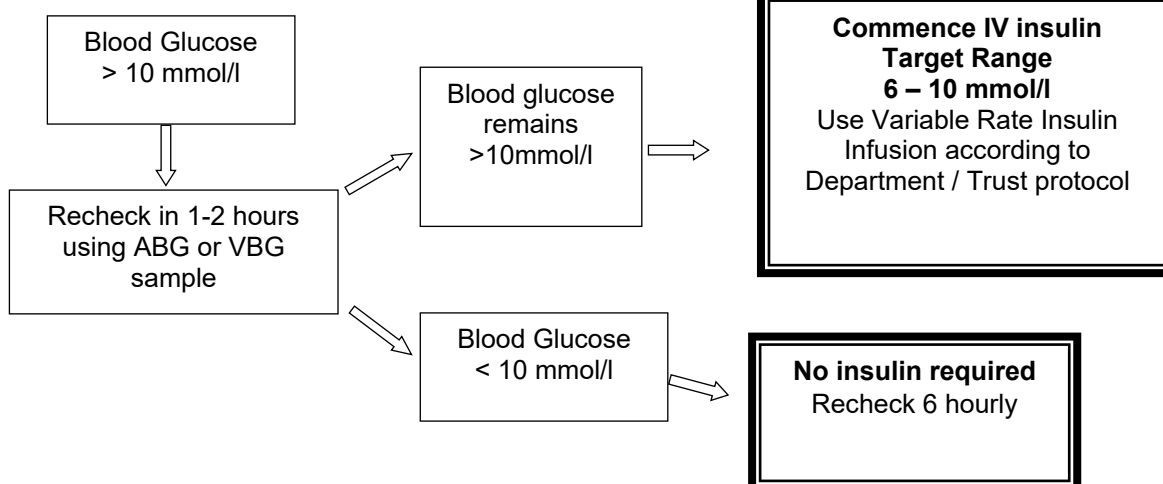 Blood Glucose
> 10 mmol/l
Recheck in 1-2 hours
using ABG or VBG
sample
Blood glucose
remains
>10mmol/l
Commence IV insulin
Target Range
6 – 10 mmol/l
Use Variable Rate Insulin
Infusion according to
Department / Trust protocol
Blood Glucose
< 10 mmol/l
No insulin required
Recheck 6 hourly